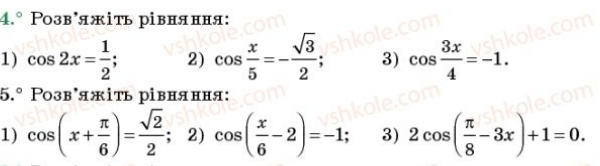 4.° Розв'яжіть рівняння:
1) cos 2x = 1/2; 2) cos x/5 = -√3/2; 3) cos 3x/4 = -1.
5.° Розв'яжіть рівняння:
1) cos(x + π/6) = √2/2; 2) cos(x/6 - 2) = -1; 3) 2 cos(π/8 - 3x) + 1 = 0.
vshkole.com